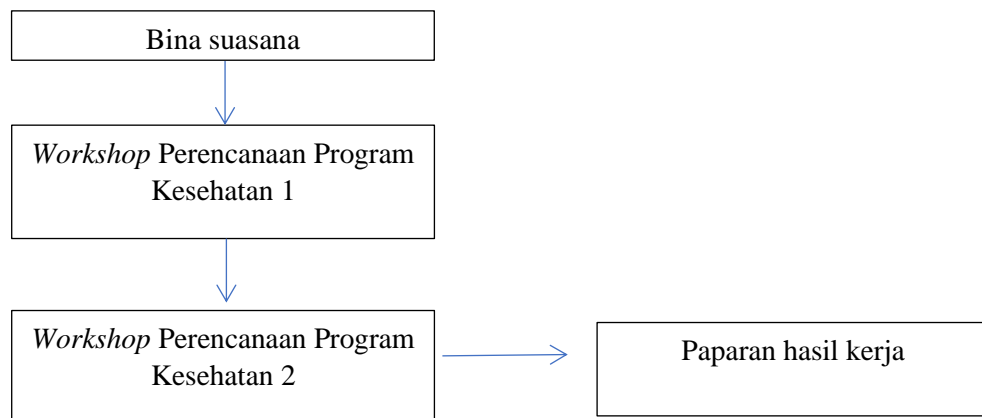 Bina suasana
Workshop Perencanaan Program
Kesehatan 1
Workshop Perencanaan Program
Kesehatan 2
Paparan hasil kerja